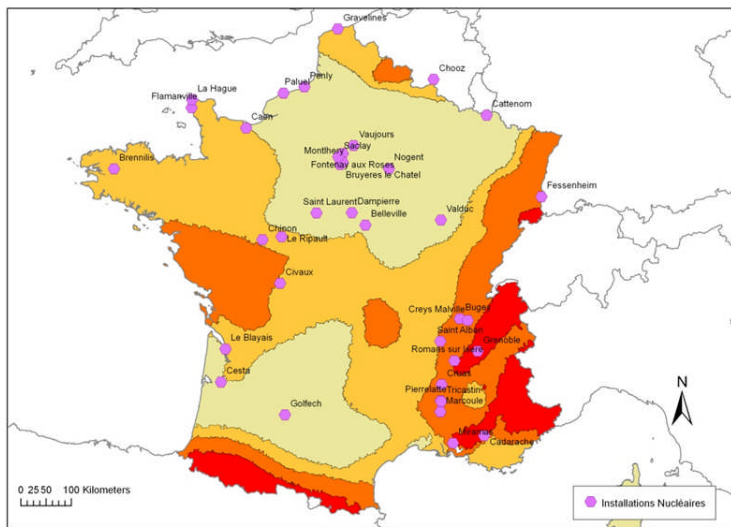 Gravelines
Chooz
Penly
Paluel
La Hague
Flamanville
Cattenom
Caen
Vaujours
Saclay
Montlhery
Brennilis
Fontenay aux Roses
Nogent
Bruyeres le Chatel
Fessenheim
Saint Laurent
Dampierre
Valduc
Belleville
Chinon
Le Ripault
Civaux
Creys Malville
Bugey
Saint Alban
Grenoble
Le Blayais
Romans sur Isère
Cesta
Cruas
Pierrelatte
Tricastin
Marcoule
Golfech
Miramas
Cadarache
N
0 25 50 100 Kilometers
Installations Nucléaires